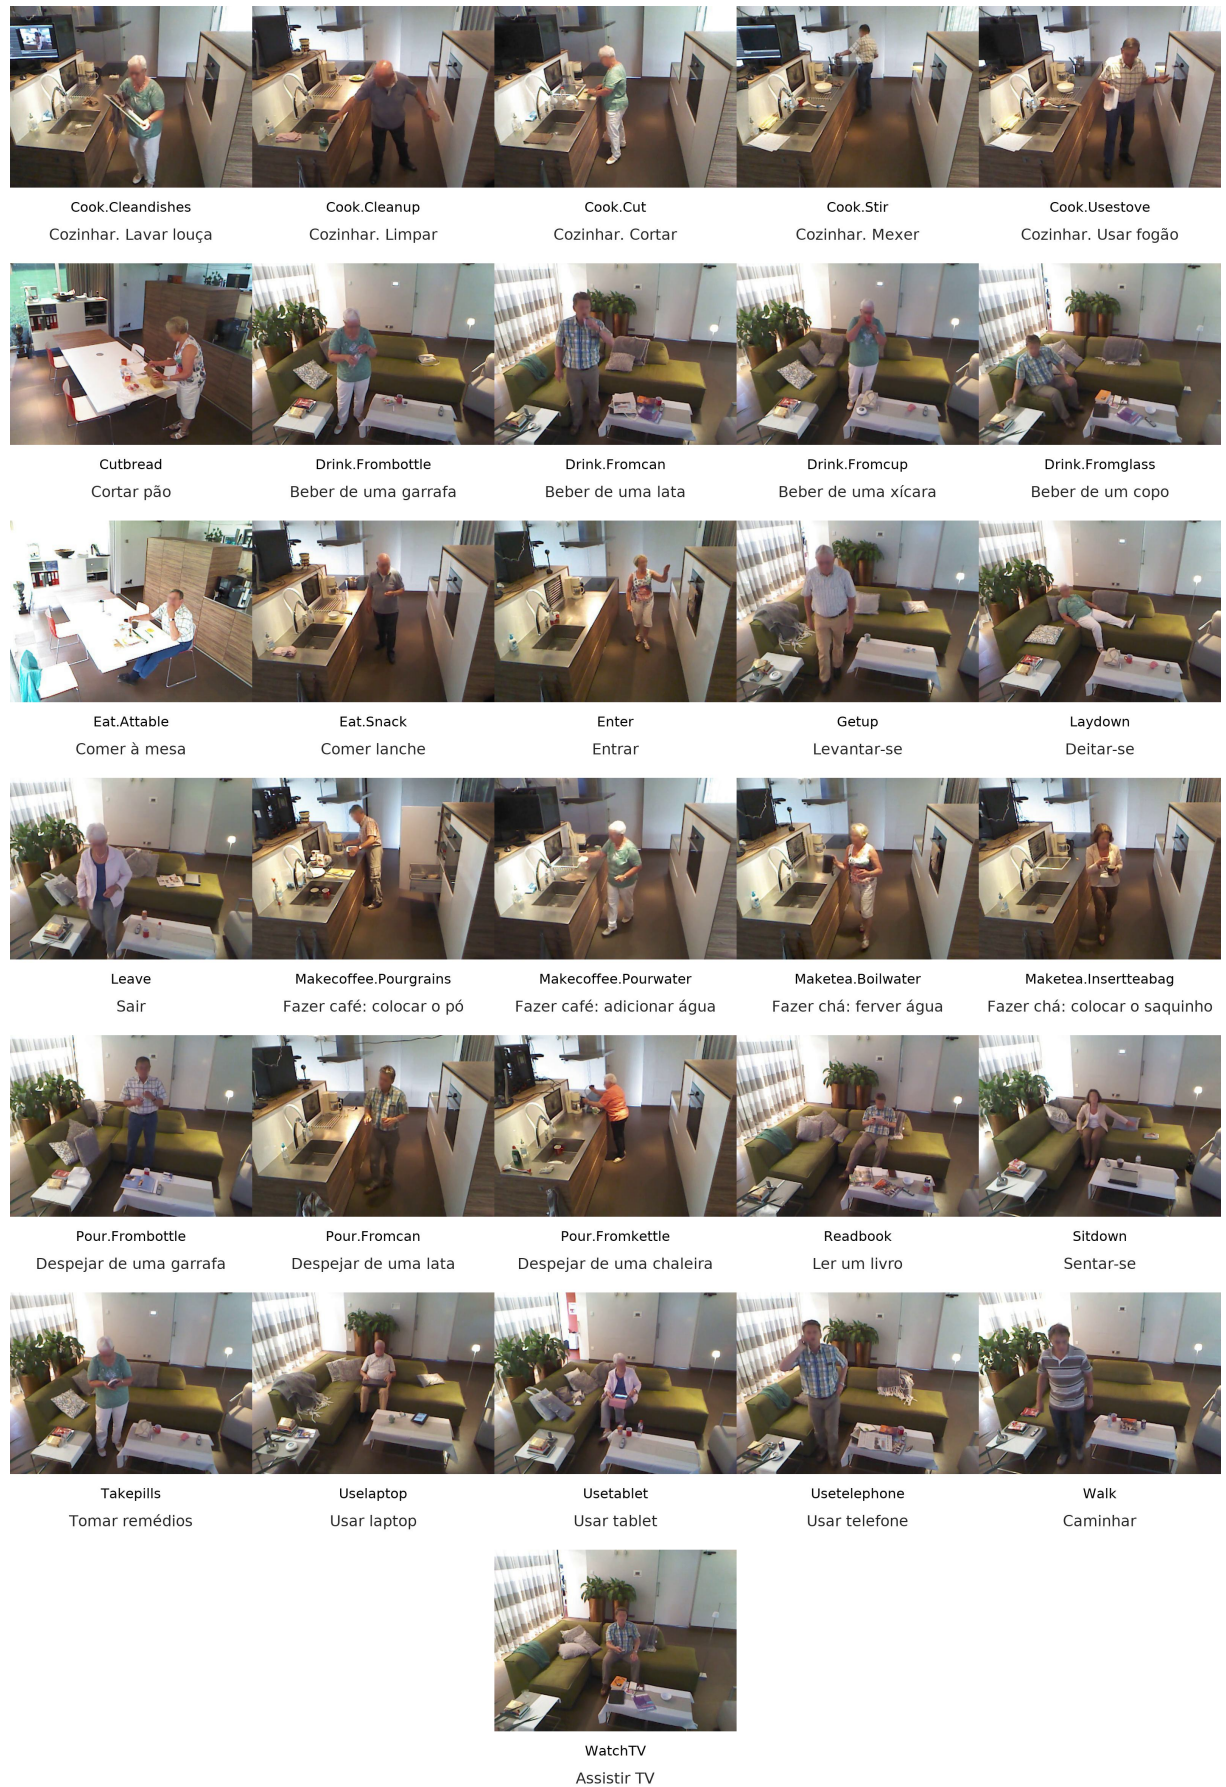 Cook.Cleandishes
Cozinhar. Lavar louça
Cook.Cleanup
Cozinhar. Limpar
Cook.Cut
Cozinhar. Cortar
Cook.Stir
Cozinhar. Mexer
Cook.Usestove
Cozinhar. Usar fogão
Cutbread
Cortar pão
Drink.Frombottle
Beber de uma garrafa
Drink.Fromcan
Beber de uma lata
Drink.Fromcup
Beber de uma xícara
Drink.Fromglass
Beber de um copo
Eat.Attable
Comer à mesa
Eat.Snack
Comer lanche
Enter
Entrar
Getup
Levantar-se
Laydown
Deitar-se
Leave
Sair
Makecoffee.Pourgrains
Fazer café: colocar o pó
Makecoffee.Pourwater
Fazer café: adicionar água
Maketea.Boilwater
Fazer chá: ferver água
Maketea.Insertteabag
Fazer chá: colocar o saquinho
Pour.Frombottle
Despejar de uma garrafa
Pour.Fromcan
Despejar de uma lata
Pour.Fromkettle
Despejar de uma chaleira
Readbook
Ler um livro
Sitdown
Sentar-se
Takepills
Tomar remédios
Uselaptop
Usar laptop
Usetablet
Usar tablet
Usetelephone
Usar telefone
Walk
Caminhar
WatchTV
Assistir TV